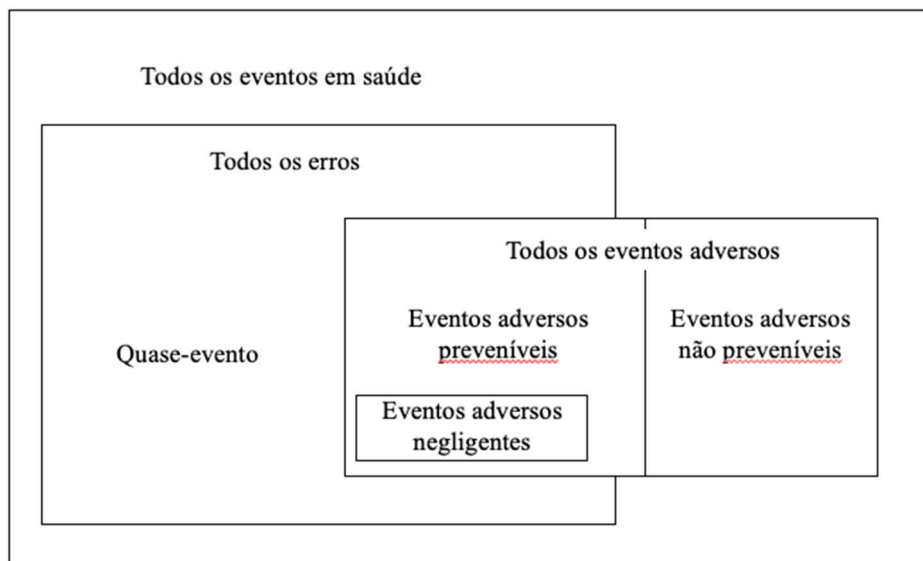 Todos os eventos em saúde
Todos os erros
Todos os eventos adversos
Quase-evento
Eventos adversos
preveníveis
Eventos adversos
não preveníveis
Eventos adversos
negligentes